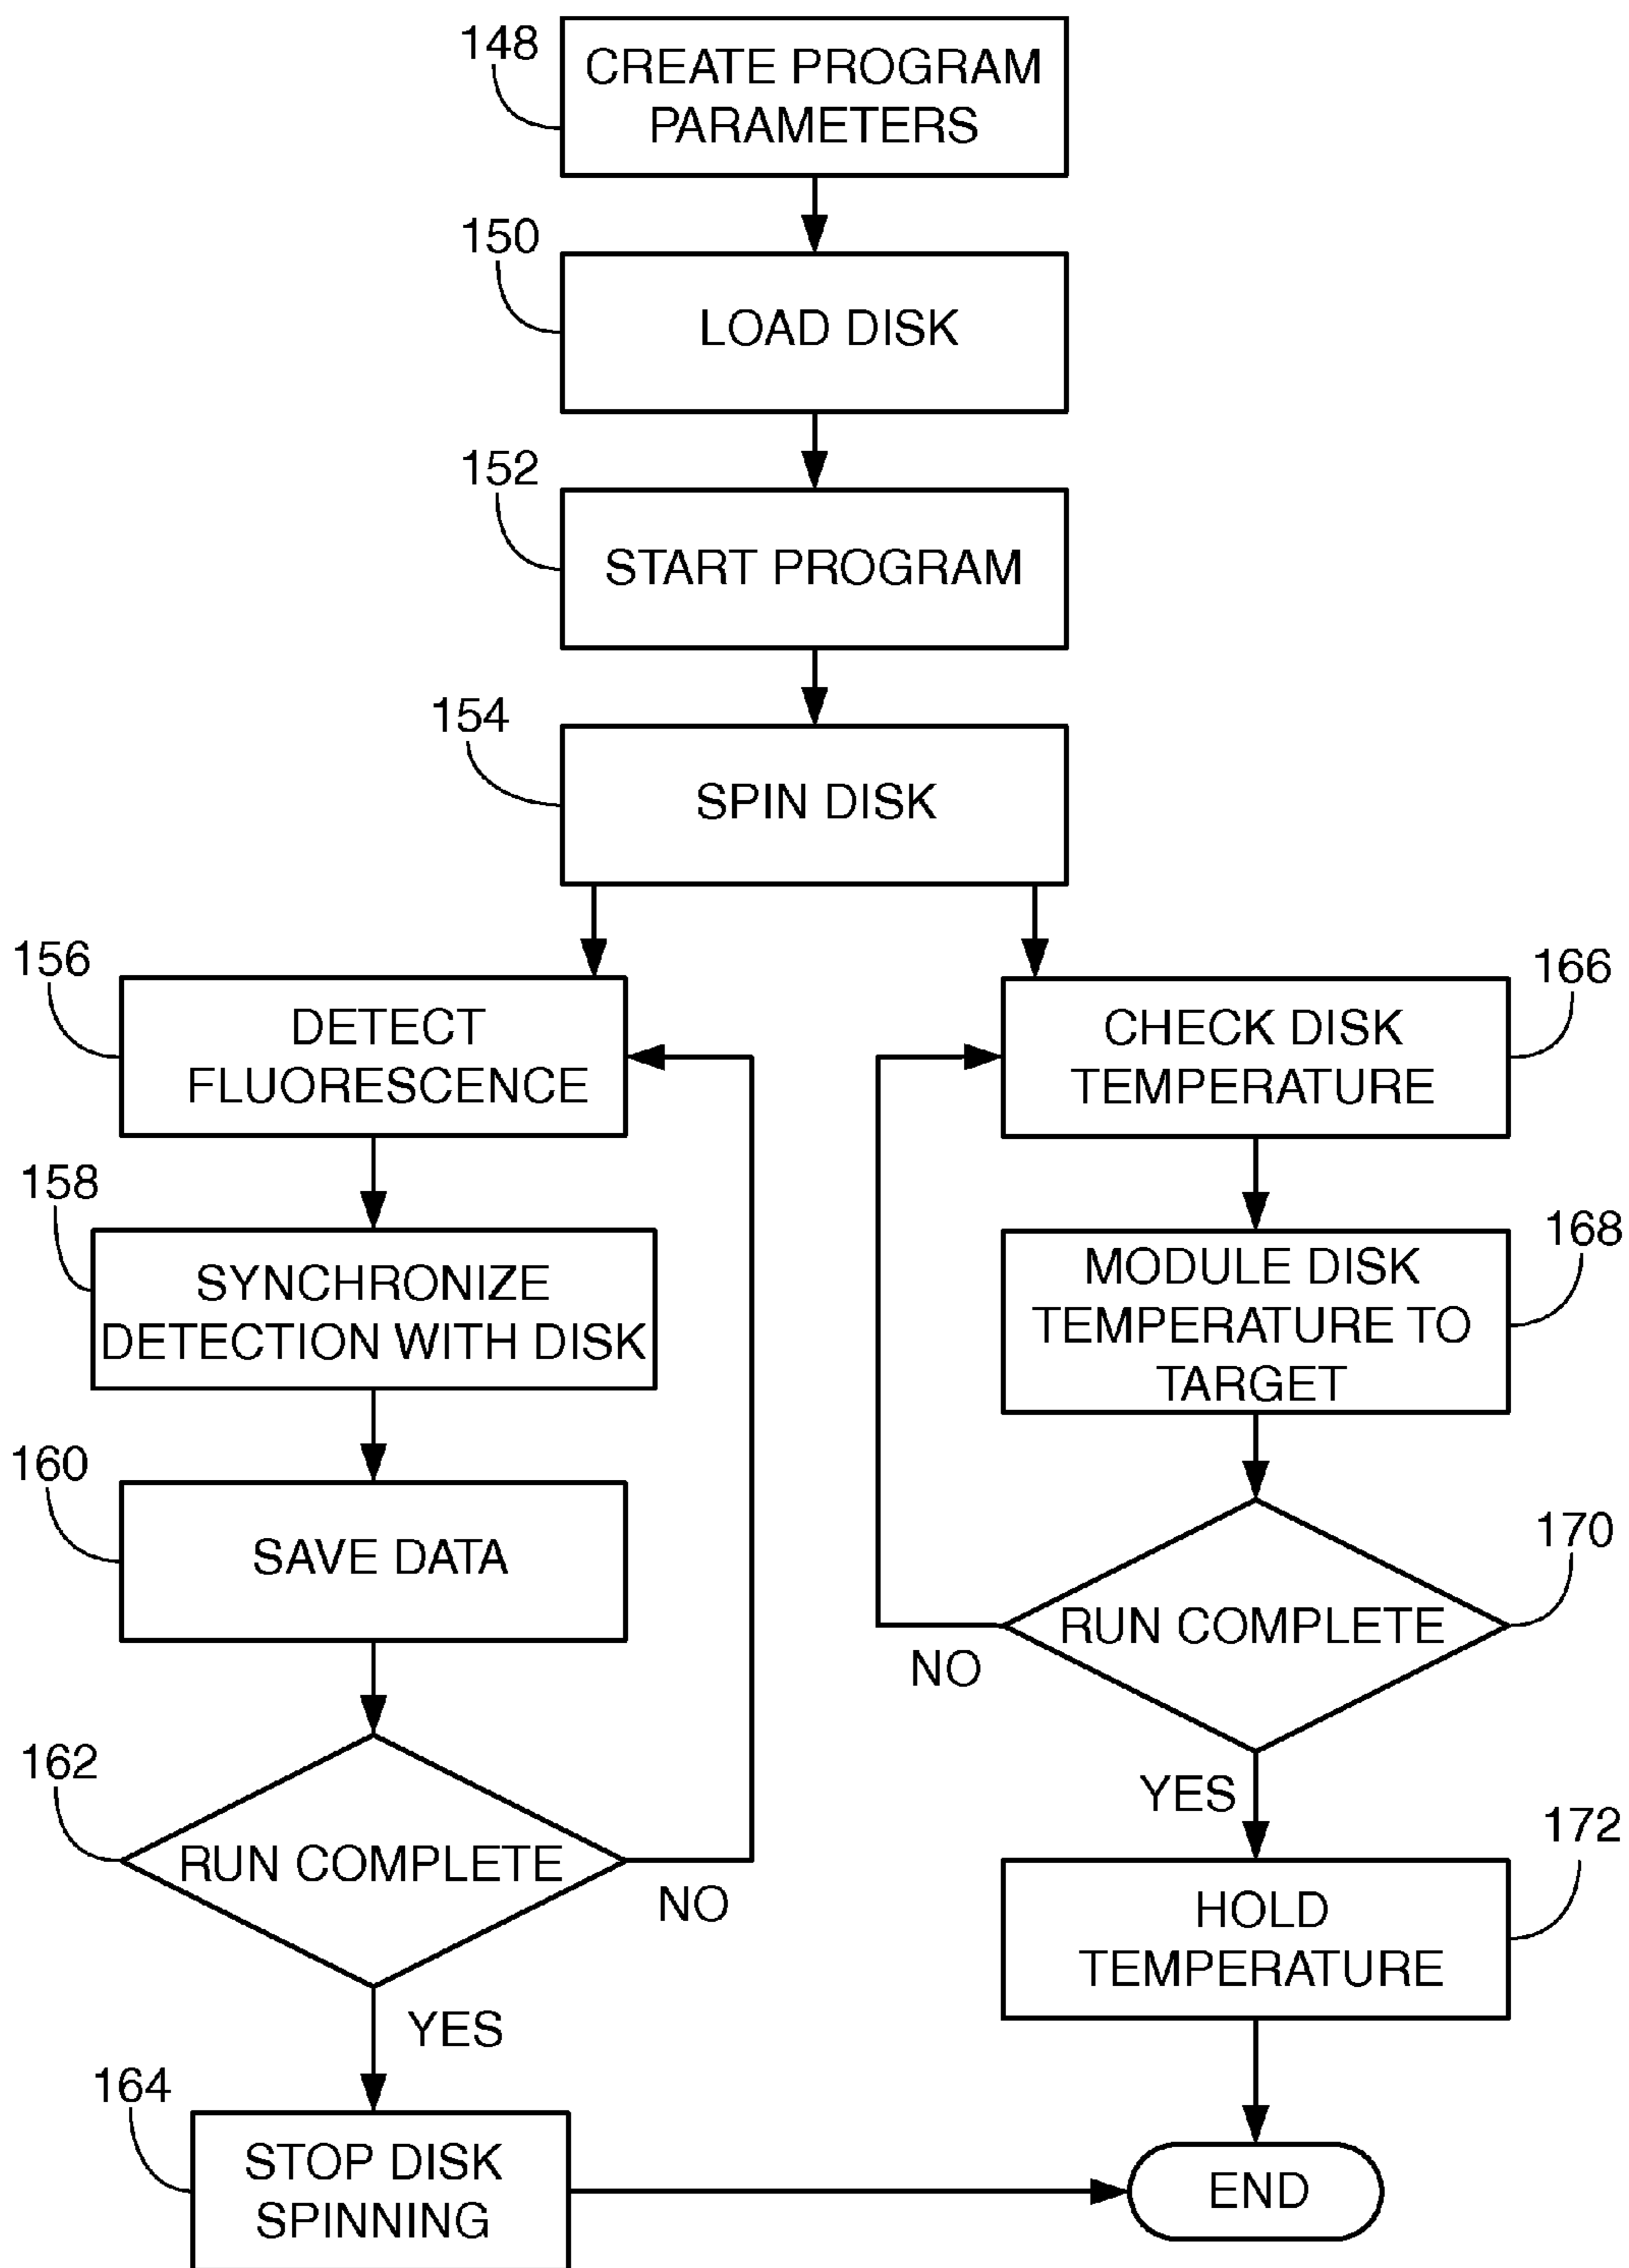 148
CREATE PROGRAM
PARAMETERS
150
LOAD DISK
152
START PROGRAM
154
SPIN DISK
156
DETECT
FLUORESCENCE
158
SYNCHRONIZE
DETECTION WITH DISK
160
SAVE DATA
162
RUN COMPLETE
NO
YES
164
STOP DISK
SPINNING
166
CHECK DISK
TEMPERATURE
168
MODULE DISK
TEMPERATURE TO
TARGET
170
RUN COMPLETE
NO
YES
172
HOLD
TEMPERATURE
END